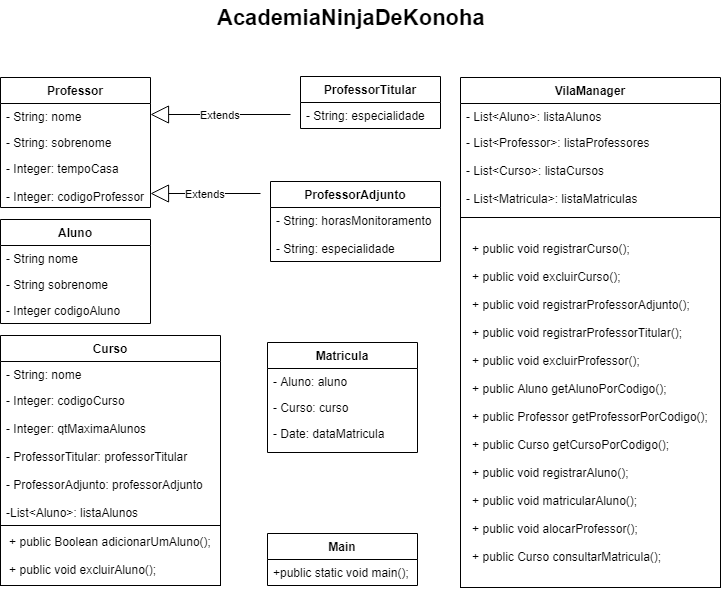 AcademiaNinjaDeKonoha
Professor
- String: nome
- String: sobrenome
- Integer: tempoCasa
- Integer: codigoProfessor
Extends
Extends
ProfessorTitular
- String: especialidade
ProfessorAdjunto
- String: horasMonitoramento
- String: especialidade
Aluno
- String nome
- String sobrenome
- Integer codigoAluno
Curso
- String: nome
- Integer: codigoCurso
- Integer: qtMaximaAlunos
- ProfessorTitular: professorTitular
- ProfessorAdjunto: professorAdjunto
-List<Aluno>: listaAlunos
+ public Boolean adicionarUmAluno();
+ public void excluirAluno();
Matricula
- Aluno: aluno
- Curso: curso
- Date: dataMatricula
Main
+public static void main();
VilaManager
- List<Aluno>: listaAlunos
- List<Professor>: listaProfessores
- List<Curso>: listaCursos
- List<Matricula>: listaMatriculas
+ public void registrarCurso();
+ public void excluirCurso();
+ public void registrarProfessorAdjunto();
+ public void registrarProfessorTitular();
+ public void excluirProfessor();
+ public Aluno getAlunoPorCodigo();
+ public Professor getProfessorPorCodigo();
+ public Curso getCursoPorCodigo();
+ public void registrarAluno();
+ public void matricularAluno();
+ public void alocarProfessor();
+ public Curso consultarMatricula();